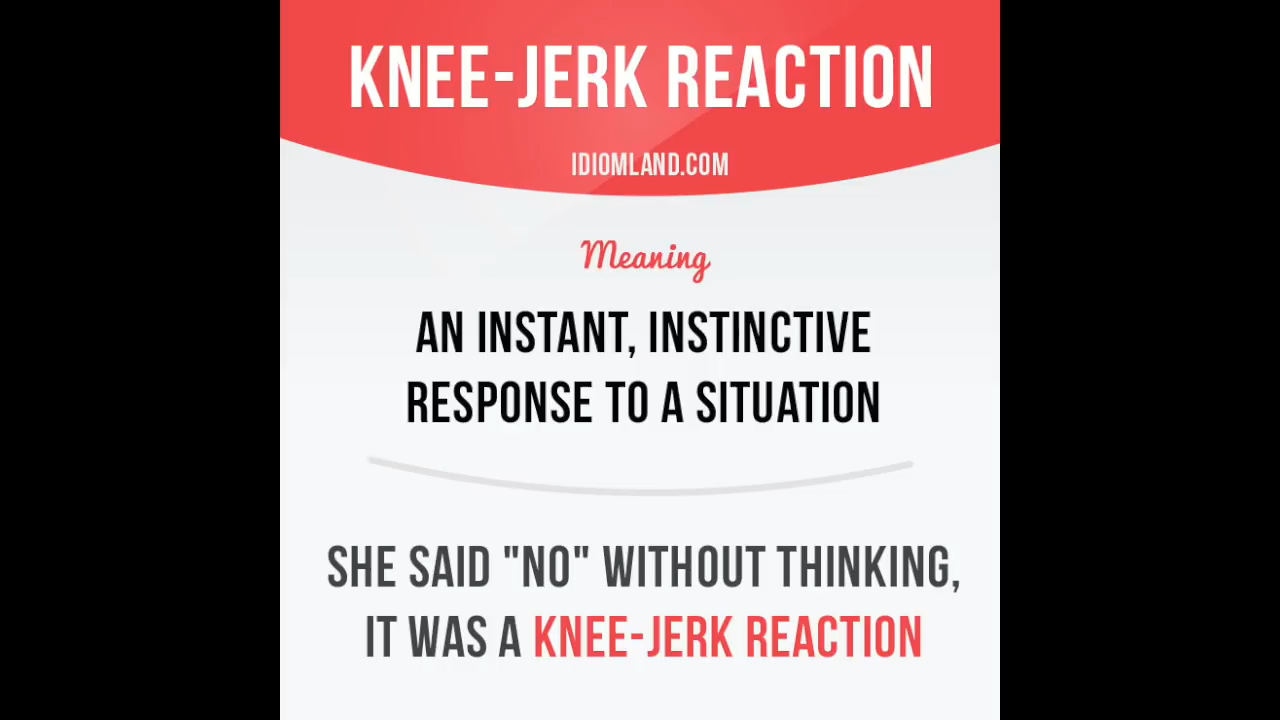 KNEE-JERK REACTION
IDIOMLAND.COM
Meaning
AN INSTANT, INSTINCTIVE
RESPONSE TO A SITUATION
SHE SAID "NO" WITHOUT THINKING,
IT WAS A KNEE-JERK REACTION